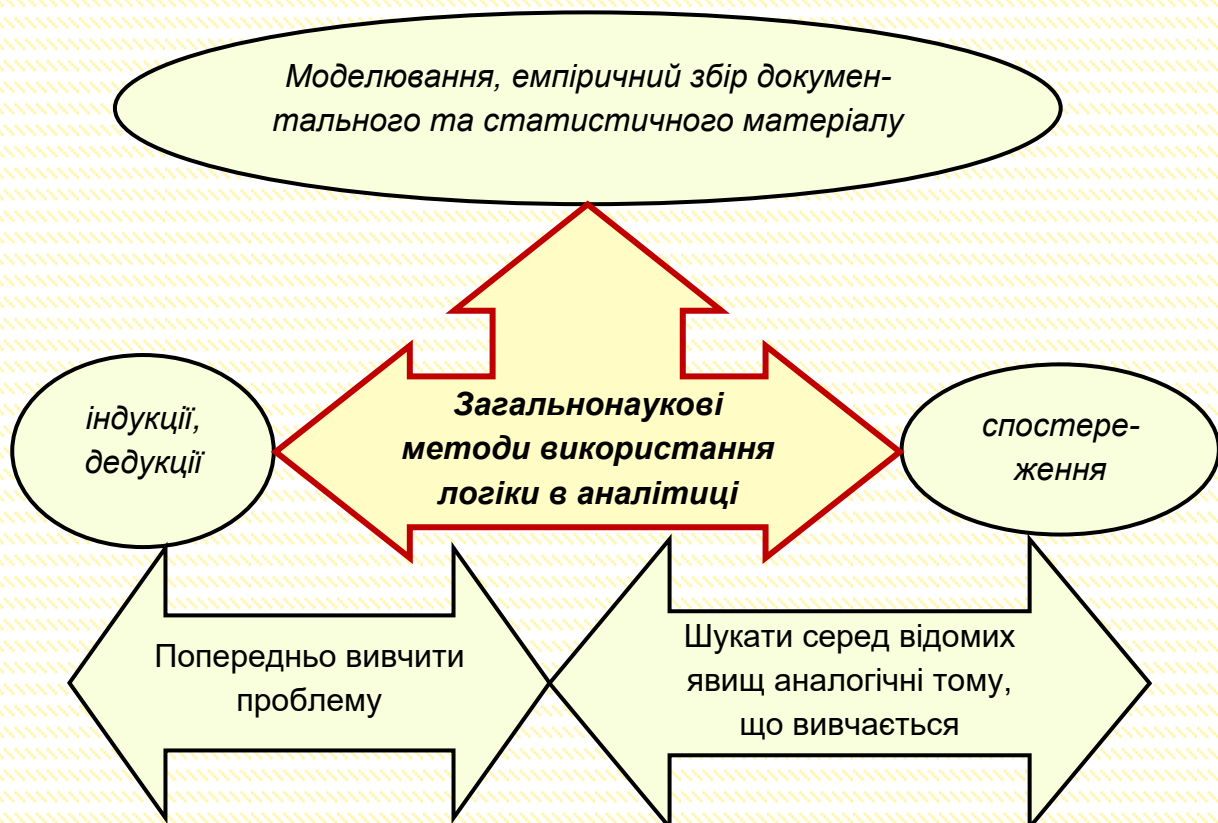 Моделювання, емпіричний збір докумен-
тального та статистичного матеріалу
Загальнонаукові
методи використання
логіки в аналітиці
індукції,
дедукції
спостере-
ження
Попередньо вивчити
проблему
Шукати серед відомих
явищ аналогічні тому,
що вивчається